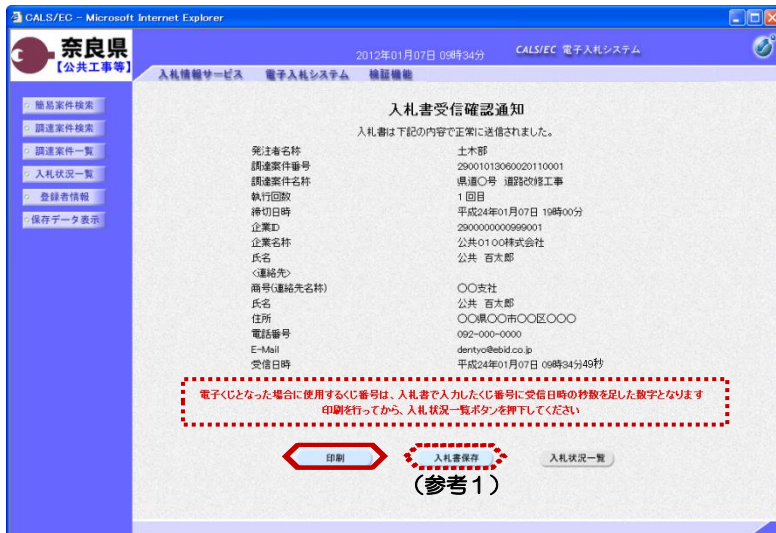 CALS/EC - Microsoft Internet Explorer
奈良県
【公共工事等】
2012年01月07日 09時34分
CALS/EC 電子入札システム
入札情報サービス 電子入札システム 検証機能
簡易案件検索
調達案件検索
調達案件一覧
入札状況一覧
登録者情報
保存データ表示
入札書受信確認通知
入札書は下記の内容で正常に送信されました。
発注者名称 土木部
調達案件番号 29001013060020110001
調達案件名称 県道〇号 道路改修工事
執行回数 1回目
締切日時 平成24年01月07日 19時00分
企業ID 2900000000999001
企業名称 公共0100株式会社
氏名 公共 百太郎
〈連絡先〉
商号(連絡先名称) 〇〇支社
氏名 公共 百太郎
住所 〇〇県〇〇市〇〇区〇〇〇
電話番号 092-000-0000
E-Mail dentyo@ebid.co.jp
受信日時 平成24年01月07日 09時34分49秒
電子くじとなった場合に使用するくじ番号は、入札書で入力したくじ番号に受信日時の秒数を足した数字となります
印刷を行ってから、入札状況一覧ボタンを押下してください
印刷 入札書保存 入札状況一覧
(参考1)